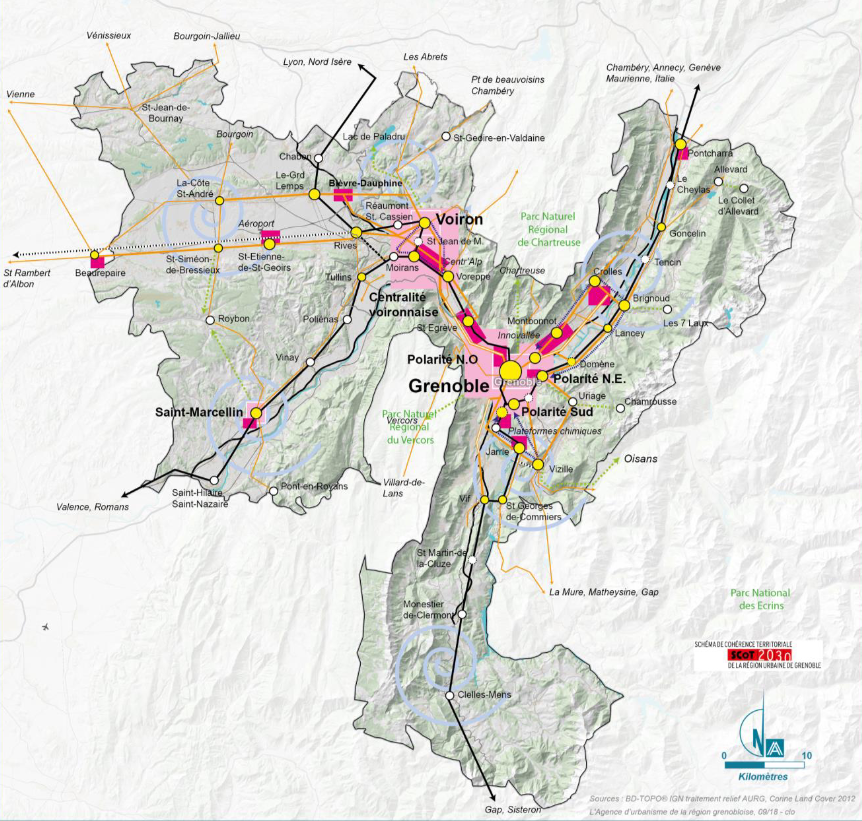 Vénissieux
Bourgoin-Jallieu
Lyon, Nord Isère
Les Abrets
Chambéry, Annecy, Genève
Maurienne, Italie
Pt de beauvoisins
Chambéry
Vienne
St-Jean-de-
Bournay
Bourgoin
Lac de Paladru
St-Geoire-en-Valdaine
Chabon
Pontcharra
Allevard
La-Côte
St-André
Le-Grd
Lemps
Bièvre-Dauphine
Le
Cheylas
Le Collet
d'Allevard
Réaumont
St. Cassien
Voiron
Parc Naturel
Régional
de Chartreuse
Aéroport
Rives
St Jean de M.
Goncelin
St Rambert
d'Albon
Beaurepaire
St-Siméon-
de-Bressieux
St-Etienne-
de-St-Geoirs
Moirans
Centr'Alp
Voreppe
Chartreuse
Crolles
Tencin
Tullins
Centralité
voironnaise
Brignoud
Roybon
Poliénas
St Egrève
Montbonnot
Innovallée
Lancey
Les 7 Laux
Vinay
Polarité N.O
Domène
Grenoble
Grenoble
Polarité N.E.
Saint-Marcellin
Parc Naturel
Régional
du Vercors
Vercors
Polarité Sud
Uriage
Chamrousse
Plateformes chimiques
Jarrie
Vizille
Oisans
Villard-de-
Lans
Pont-en-Royans
Saint-Hilaire
Saint-Nazaire
Valence, Romans
Vif
St Georges
de-Commiers
St Martin-de
la-Cluze
La Mure, Matheysine, Gap
Parc National
des Ecrins
Monestier
de-Clermont
SCHÉMA DE COHÉRENCE TERRITORIALE
SCoT 2030
DE LA RÉGION URBAINE DE GRENOBLE
Clelles-Mens
N
0 10
Kilomètres
Gap, Sisteron
Sources : BD-TOPO® IGN traitement relief AURG, Corine Land Cover 2012
L'Agence d'urbanisme de la région grenobloise, 09/18 - clo